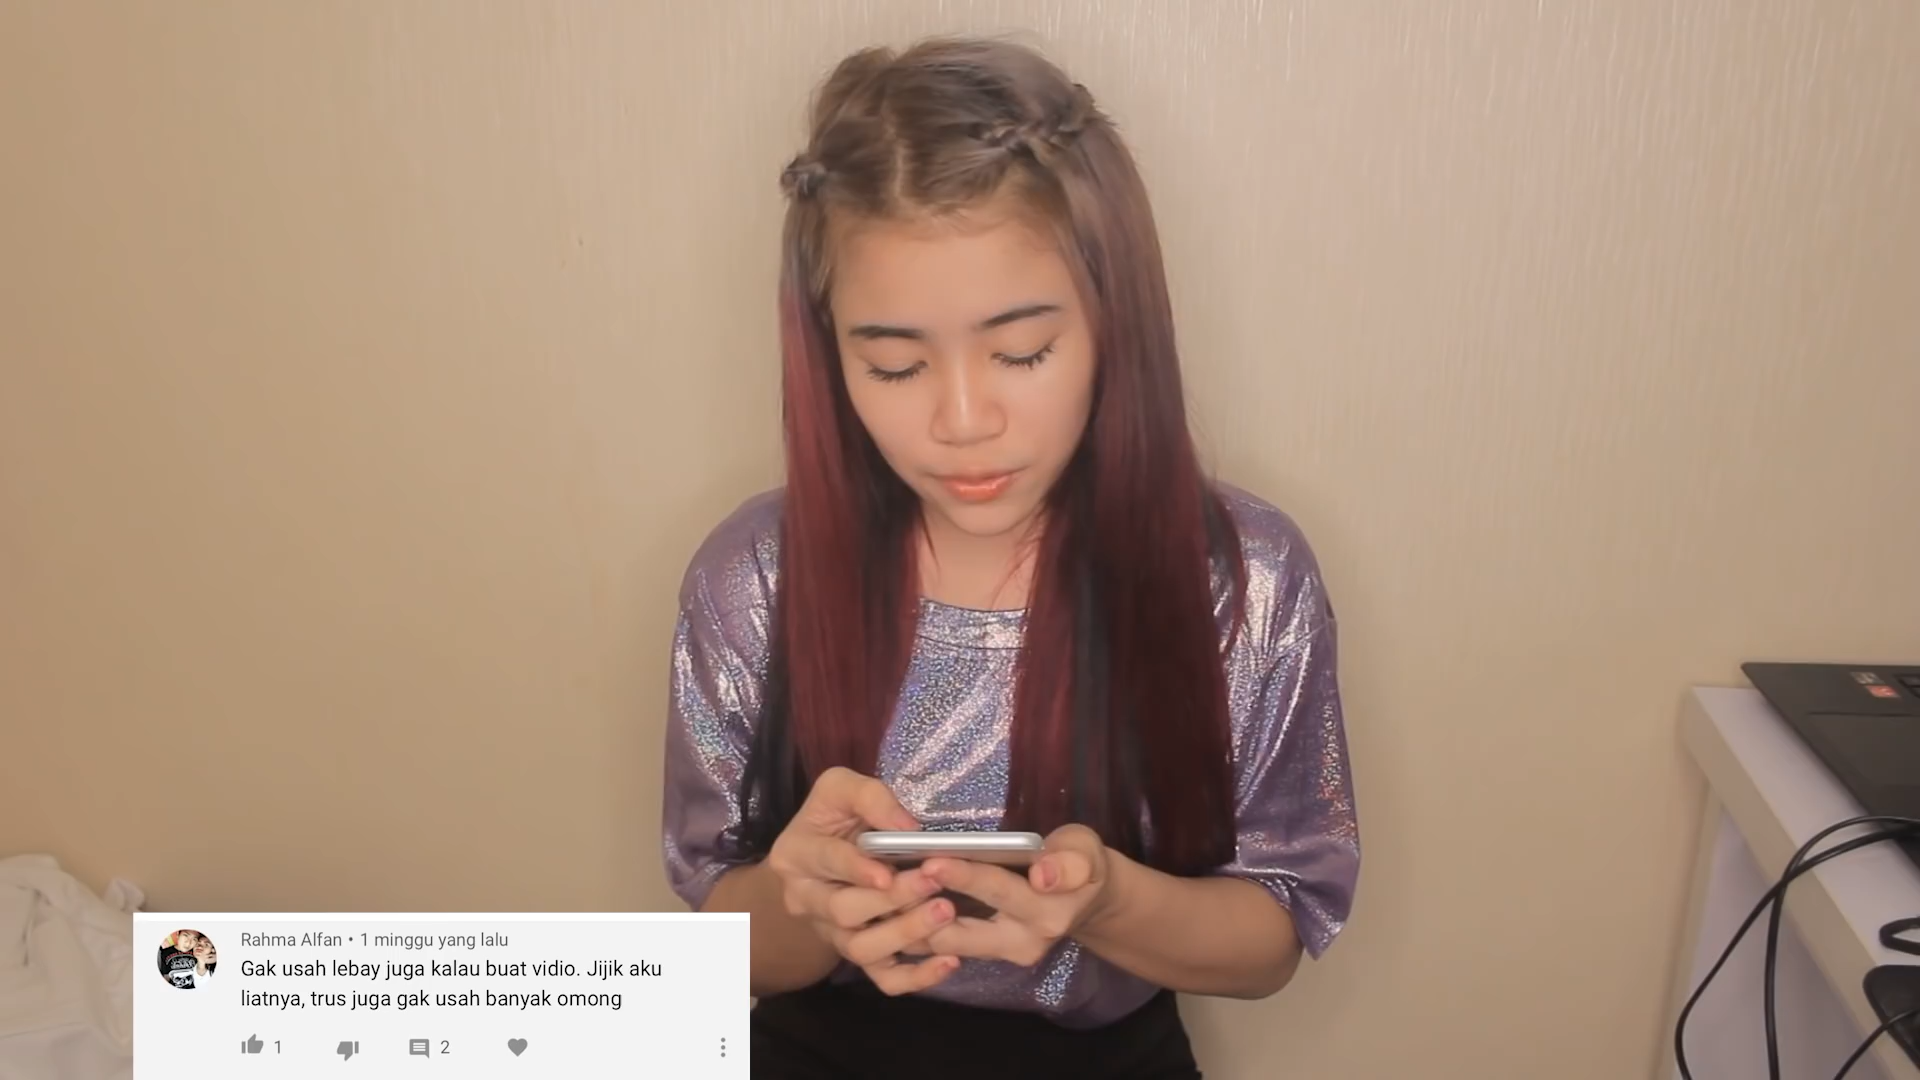 Rahma Alfan • 1 minggu yang lalu
Gak usah lebay juga kalau buat vidio. Jijik aku
liatnya, trus juga gak usah banyak omong
1
2